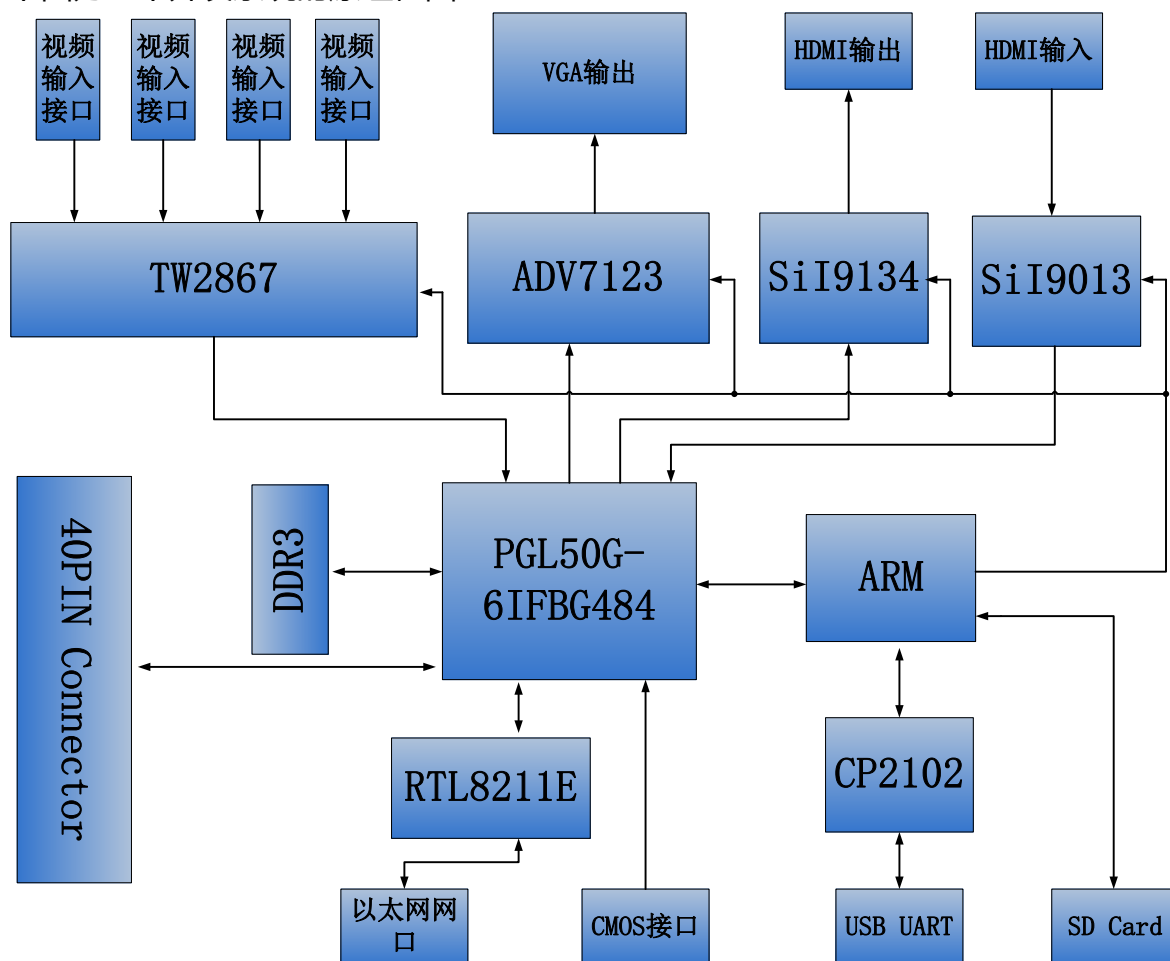 视频
输入
接口
视频
输入
接口
视频
输入
接口
视频
输入
接口
VGA输出
HDMI输出
HDMI输入
TW2867
ADV7123
SiI9134
SiI9013
40PIN Connector
DDR3
PGL50G-
6IFBG484
ARM
RTL8211E
CP2102
以太网网
口
CMOS接口
USB UART
SD Card